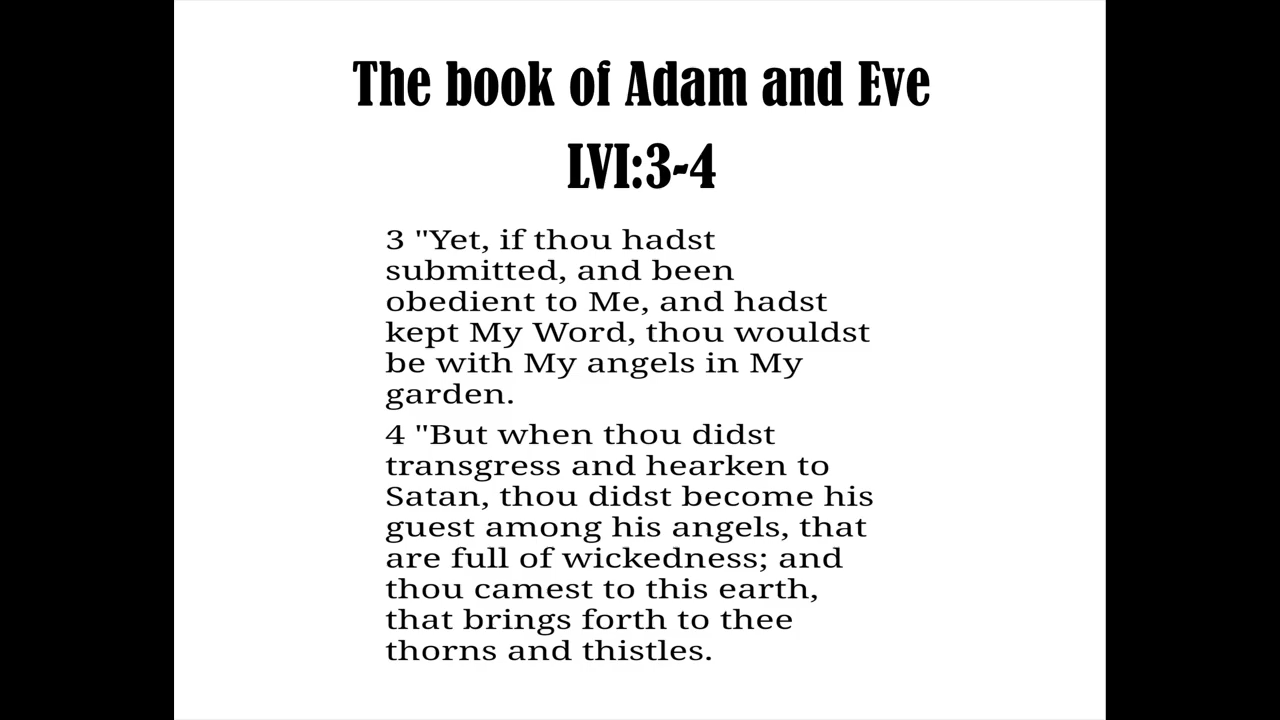 The book of Adam and Eve
LVI:3-4
3 "Yet, if thou hadst
submitted, and been
obedient to Me, and hadst
kept My Word, thou wouldst
be with My angels in My
garden.
4 "But when thou didst
transgress and hearken to
Satan, thou didst become his
guest among his angels, that
are full of wickedness; and
thou camest to this earth,
that brings forth to thee
thorns and thistles.